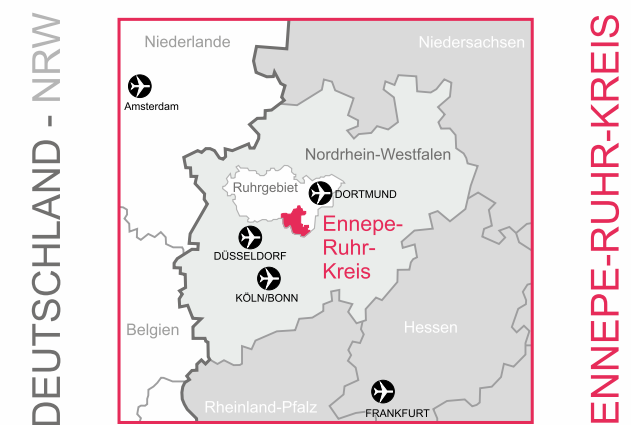 DEUTSCHLAND - NRW
Niederlande
Niedersachsen
Amsterdam
Nordrhein-Westfalen
Ruhrgebiet
DORTMUND
Ennepe-
Ruhr-
Kreis
DÜSSELDORF
KÖLN/BONN
Belgien
Hessen
Rheinland-Pfalz
FRANKFURT
ENNEPE-RUHR-KREIS